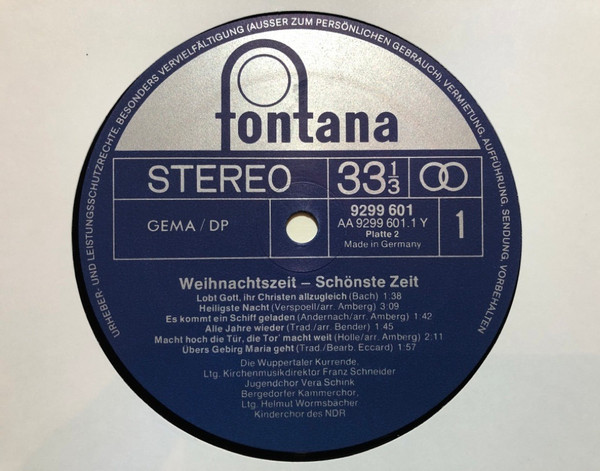 URHEBER- UND LEISTUNGSSCHUTZRECHTE, BESONDERS VERVIELFÄLTIGUNG (AUSSER ZUM PERSÖNLICHEN GEBRAUCH), VERMIETUNG, AUFFÜHRUNG, SENDUNG, VORBEHALTEN
fontana
STEREO 33 1/3
GEMA / DP
9299 601
AA 9299 601.1 Y
Platte 2
Made in Germany
1
Weihnachtszeit – Schönste Zeit
Lobt Gott, ihr Christen allzugleich (Bach) 1:38
Heiligste Nacht (Verspoell/arr. Amberg) 3:09
Es kommt ein Schiff geladen (Andernach/arr. Amberg) 1:42
Alle Jahre wieder (Trad./arr. Bender) 1:45
Macht hoch die Tür, die Tor' macht weit (Holle/arr. Amberg) 2:11
Übers Gebirg Maria geht (Trad./Bearb. Eccard) 1:57
Die Wuppertaler Kurrende,
Ltg. Kirchenmusikdirektor Franz Schneider
Jugendchor Vera Schink
Bergedorfer Kammerchor,
Ltg. Helmut Wormsbächer
Kinderchor des NDR